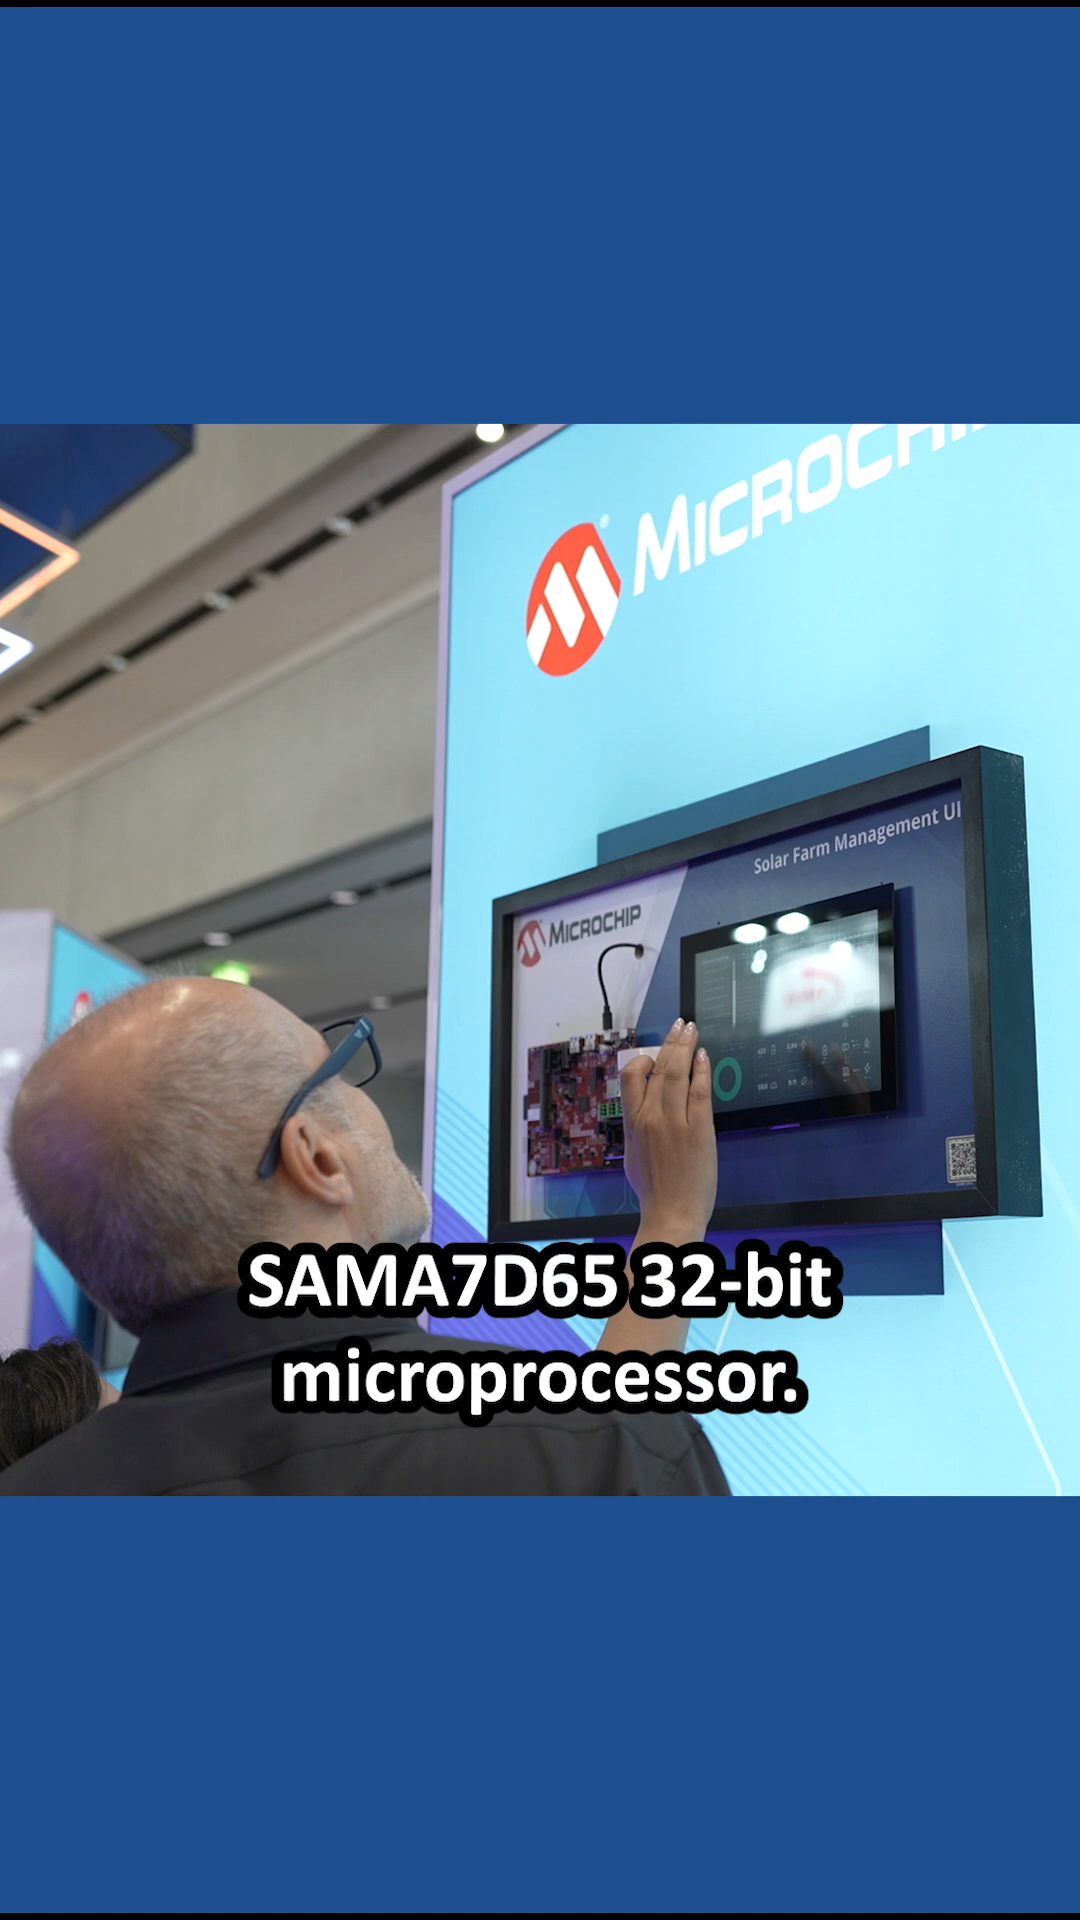 MICROCHIP
Solar Farm Management UI
MICROCHIP
SAMA7D65 32-bit
microprocessor.